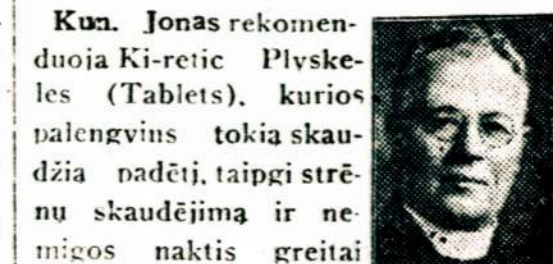 Kun. Jonas rekomen-
duoja Ki-retic Plyske-
les (Tablets), kurios
palengvins tokia skau-
džią padėtį, taipgi strė-
nų skaudėjimą ir ne-
migos naktis greitai